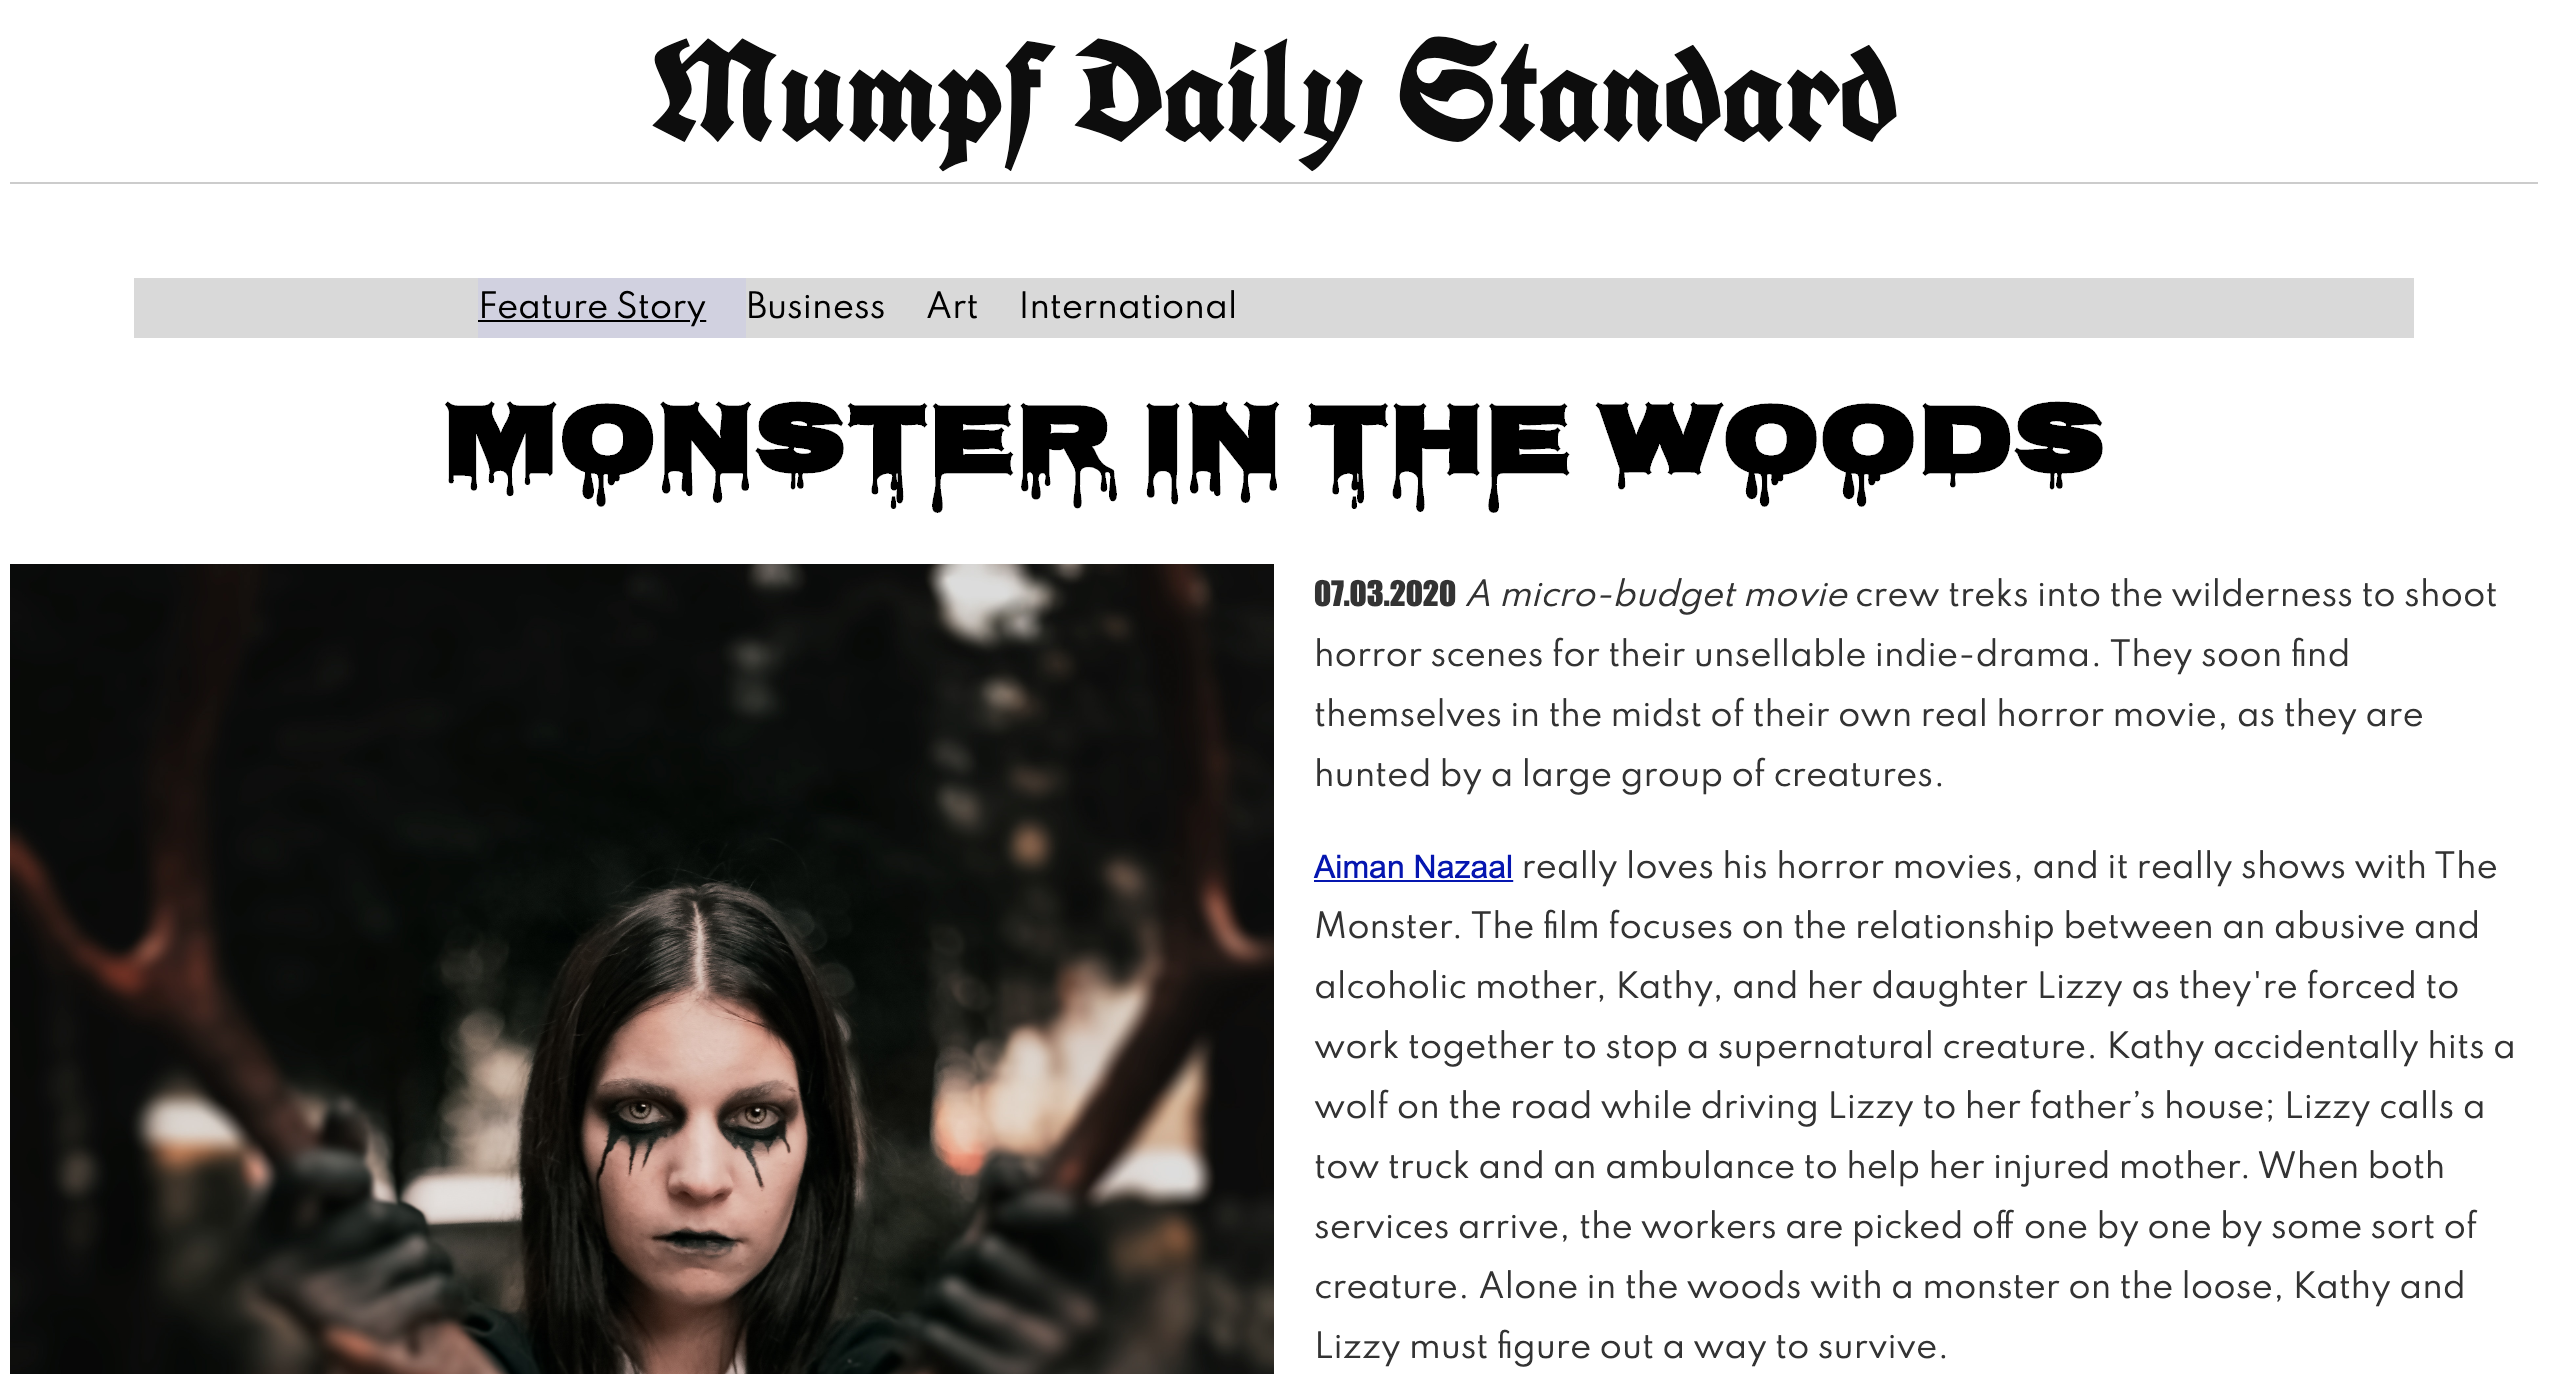 Mumpf Daily Standard
Feature Story Business Art International
MONSTER IN THE WOODS
07.03.2020 A micro-budget movie crew treks into the wilderness to shoot
horror scenes for their unsellable indie-drama. They soon find
themselves in the midst of their own real horror movie, as they are
hunted by a large group of creatures.
Aiman Nazaal really loves his horror movies, and it really shows with The
Monster. The film focuses on the relationship between an abusive and
alcoholic mother, Kathy, and her daughter Lizzy as they're forced to
work together to stop a supernatural creature. Kathy accidentally hits a
wolf on the road while driving Lizzy to her father’s house; Lizzy calls a
tow truck and an ambulance to help her injured mother. When both
services arrive, the workers are picked off one by one by some sort of
creature. Alone in the woods with a monster on the loose, Kathy and
Lizzy must figure out a way to survive.